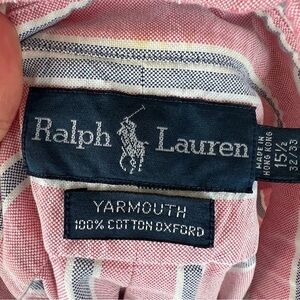 Ralph Lauren
MADE IN
HONG KONG
15½
32/33
YARMOUTH
100% COTTON OXFORD